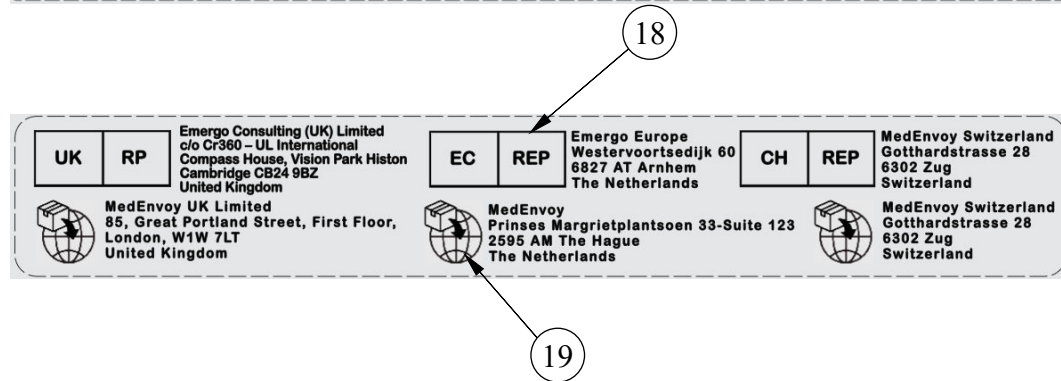 18
UK RP
Emergo Consulting (UK) Limited
c/o Cr360 – UL International
Compass House, Vision Park Histon
Cambridge CB24 9BZ
United Kingdom
EC REP
Emergo Europe
Westervoortsedijk 60
6827 AT Arnhem
The Netherlands
CH REP
MedEnvoy Switzerland
Gotthardstrasse 28
6302 Zug
Switzerland
MedEnvoy UK Limited
85, Great Portland Street, First Floor,
London, W1W 7LT
United Kingdom
MedEnvoy
Prinses Margrietplantsoen 33-Suite 123
2595 AM The Hague
The Netherlands
MedEnvoy Switzerland
Gotthardstrasse 28
6302 Zug
Switzerland
19